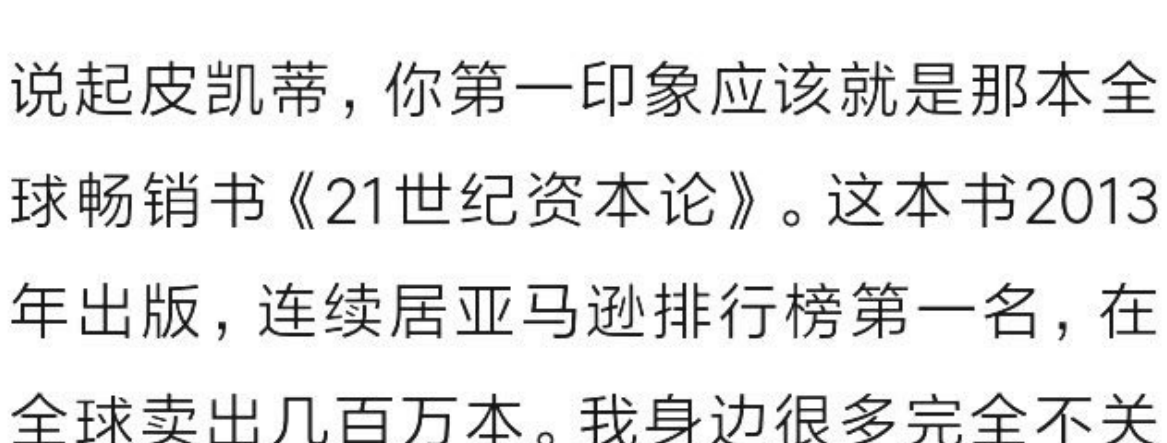 说起皮凯蒂，你第一印象应该就是那本全
球畅销书《21世纪资本论》。这本书2013
年出版，连续居亚马逊排行榜第一名，在
全球卖出几百万本。我身边很多完全不关